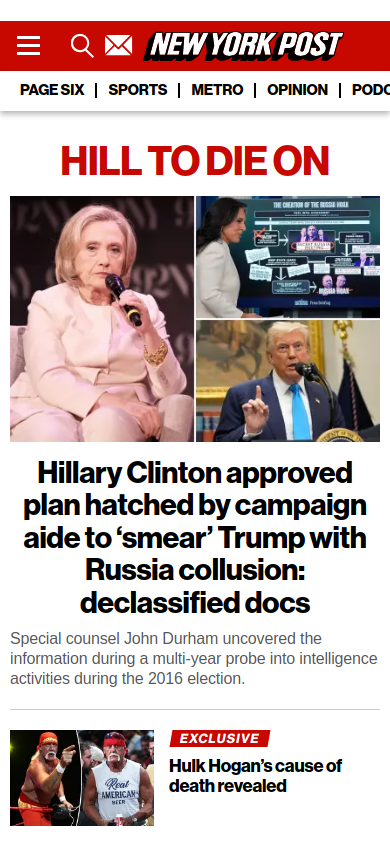 NEW YORK POST
PAGE SIX
SPORTS
METRO
OPINION
PODC
HILL TO DIE ON
THE CREATION OF THE RUSSIA HOAX
RUSSIA HOAX
Hillary Clinton approved
plan hatched by campaign
aide to ‘smear’ Trump with
Russia collusion:
declassified docs
Special counsel John Durham uncovered the
information during a multi-year probe into intelligence
activities during the 2016 election.
Real
AMERICAN
BEER
EXCLUSIVE
Hulk Hogan’s cause of
death revealed